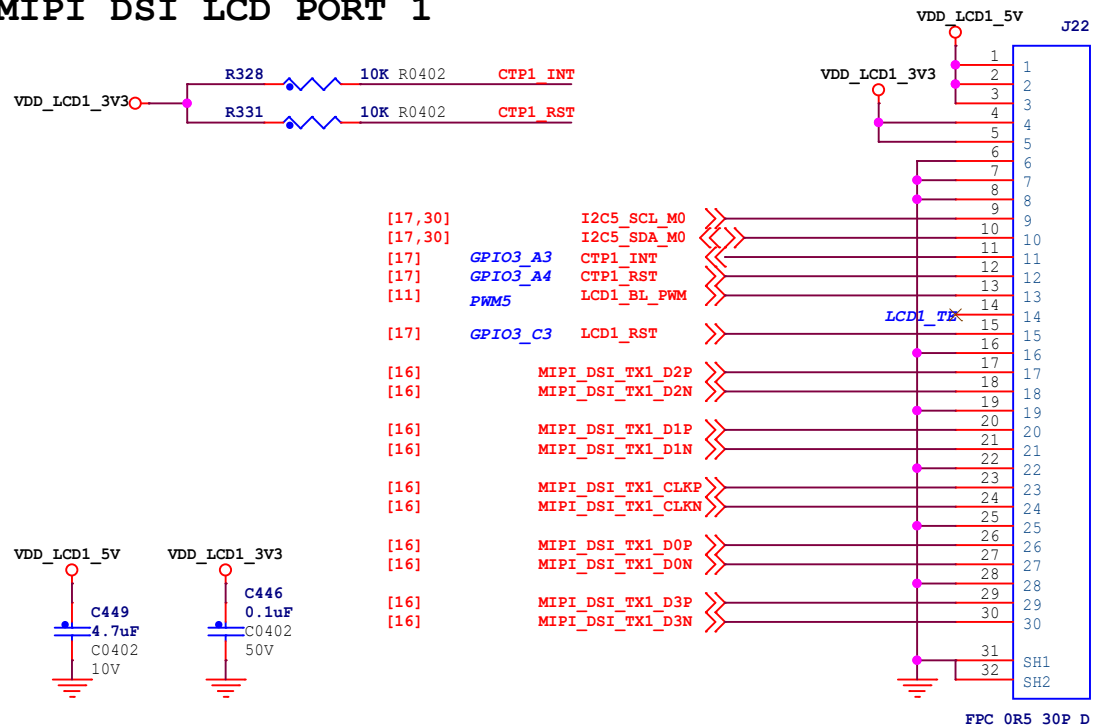 MIPI DSI LCD PORT 1
VDD_LCD1_5V
J22
VDD_LCD1_3V3
R328 10K R0402 CTP1_INT
VDD_LCD1_3V3
R331 10K R0402 CTP1_RST
1 1
2 2
3 3
4 4
5 5
6 6
7 7
8 8
[17,30] I2C5_SCL_M0 9 9
[17,30] I2C5_SDA_M0 10 10
[17] GPIO3_A3 CTP1_INT 11 11
[17] GPIO3_A4 CTP1_RST 12 12
[11] PWM5 LCD1_BL_PWM 13 13
LCD1_TE 14 14
[17] GPIO3_C3 LCD1_RST 15 15
16 16
[16] MIPI_DSI_TX1_D2P 17 17
[16] MIPI_DSI_TX1_D2N 18 18
19 19
[16] MIPI_DSI_TX1_D1P 20 20
[16] MIPI_DSI_TX1_D1N 21 21
22 22
[16] MIPI_DSI_TX1_CLKP 23 23
[16] MIPI_DSI_TX1_CLKN 24 24
25 25
[16] MIPI_DSI_TX1_D0P 26 26
[16] MIPI_DSI_TX1_D0N 27 27
28 28
[16] MIPI_DSI_TX1_D3P 29 29
[16] MIPI_DSI_TX1_D3N 30 30
31 SH1
32 SH2
VDD_LCD1_5V
C449
4.7uF
C0402
10V
VDD_LCD1_3V3
C446
0.1uF
C0402
50V
FPC 0R5 30P D